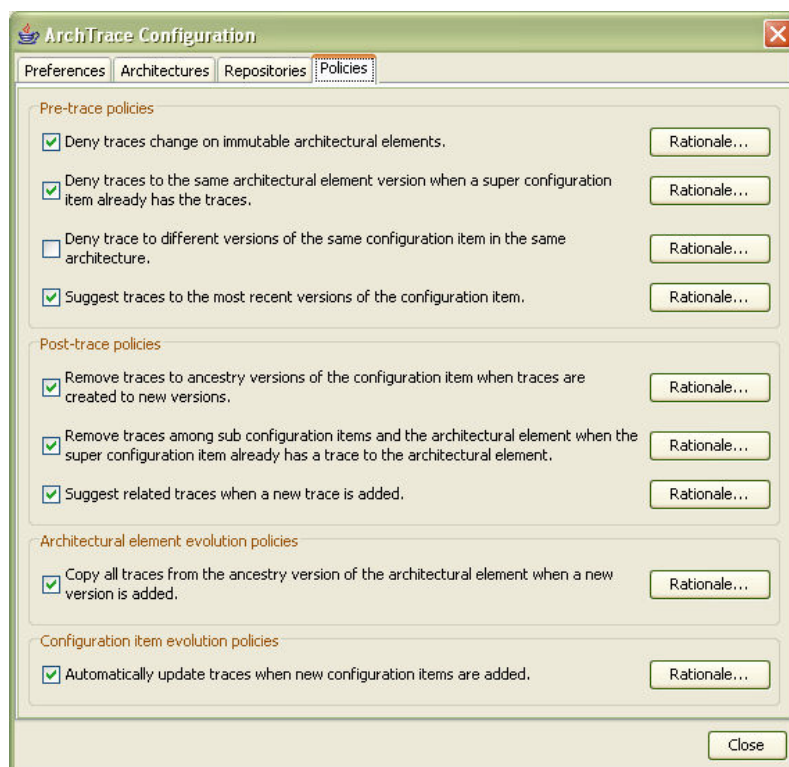 ArchTrace Configuration
Preferences Architectures Repositories Policies
Pre-trace policies
Deny traces change on immutable architectural elements. Rationale...
Deny traces to the same architectural element version when a super configuration
item already has the traces. Rationale...
Deny trace to different versions of the same configuration item in the same
architecture. Rationale...
Suggest traces to the most recent versions of the configuration item. Rationale...
Post-trace policies
Remove traces to ancestry versions of the configuration item when traces are
created to new versions. Rationale...
Remove traces among sub configuration items and the architectural element when the
super configuration item already has a trace to the architectural element. Rationale...
Suggest related traces when a new trace is added. Rationale...
Architectural element evolution policies
Copy all traces from the ancestry version of the architectural element when a new
version is added. Rationale...
Configuration item evolution policies
Automatically update traces when new configuration items are added. Rationale...
Close